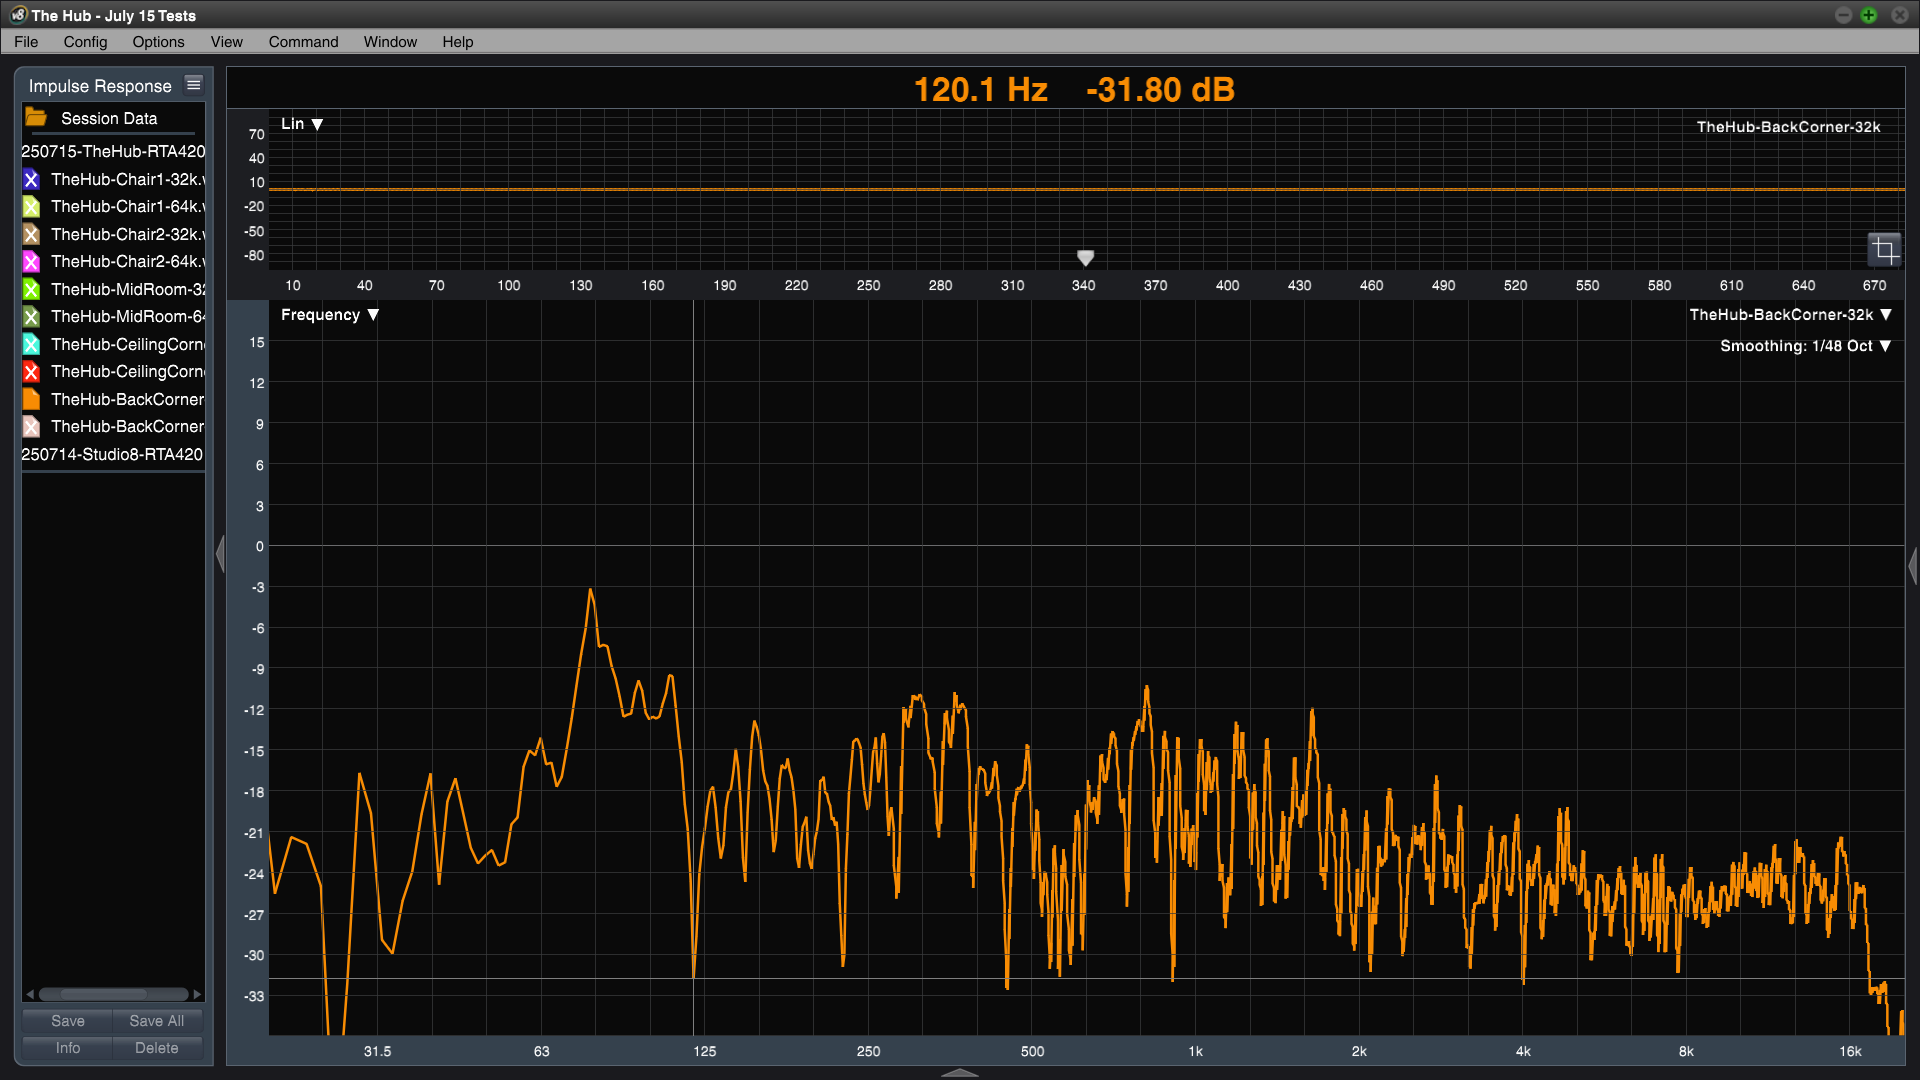 The Hub - July 15 Tests
File Config Options View Command Window Help
Impulse Response
Session Data
250715-TheHub-RTA420
TheHub-Chair1-32k.w
TheHub-Chair1-64k.w
TheHub-Chair2-32k.w
TheHub-Chair2-64k.w
TheHub-MidRoom-32
TheHub-MidRoom-64
TheHub-CeilingCorne
TheHub-CeilingCorne
TheHub-BackCorner
TheHub-BackCorner
250714-Studio8-RTA420
Save Save All
Info Delete
120.1 Hz -31.80 dB
Lin ▼
TheHub-BackCorner-32k
70
40
10
-20
-50
-80
10 40 70 100 130 160 190 220 250 280 310 340 370 400 430 460 490 520 550 580 610 640 670
Frequency ▼
TheHub-BackCorner-32k ▼
Smoothing: 1/48 Oct ▼
15
12
9
6
3
0
-3
-6
-9
-12
-15
-18
-21
-24
-27
-30
-33
31.5 63 125 250 500 1k 2k 4k 8k 16k